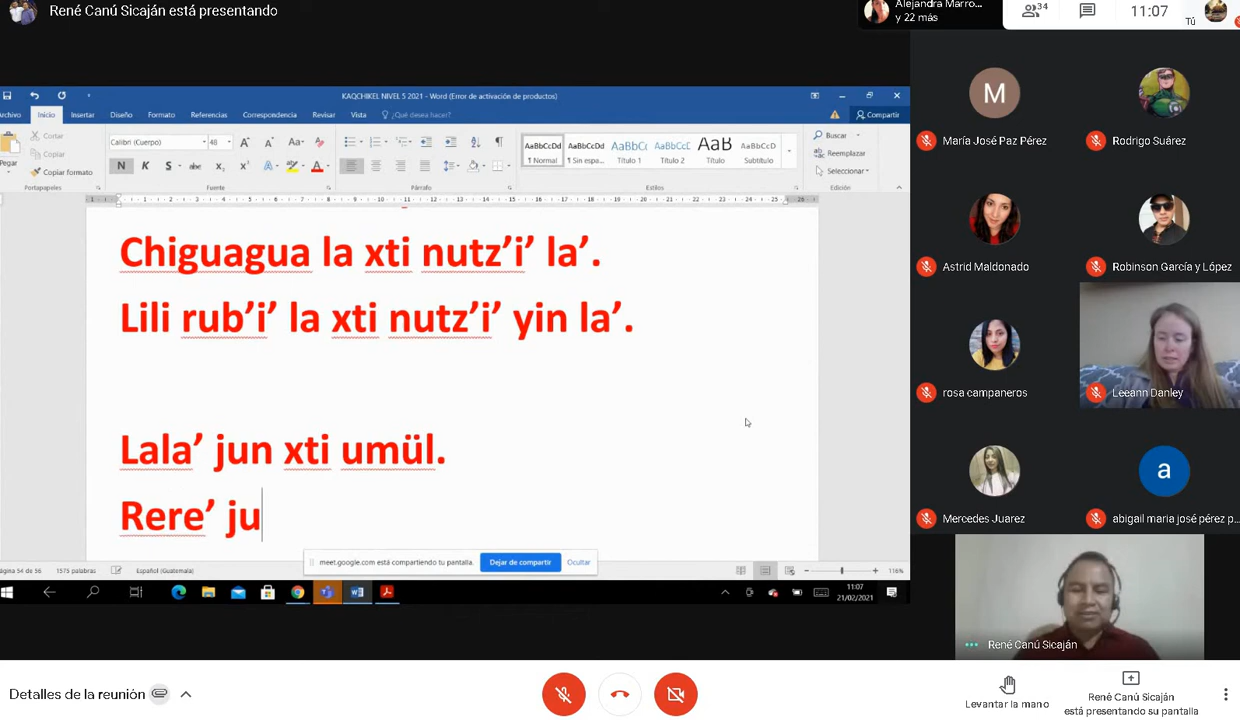 René Canú Sicaján está presentando
Alejandra Marro...
y 22 más
34
11:07
Tú
KAQCHIKEL NIVEL 5 2021 - Word (Error de activación de productos)
rchivo Inicio Insertar Diseño Formato Referencias Correspondencia Revisar Vista ¿Qué desea hacer? Compartir
Pegar
Cortar
Copiar
Copiar formato
Portapapeles
Calibri (Cuerpo) 48
N K S abc
Fuente
Párrafo
AaBbCcDd AaBbCcDd AaBbCc AaBbCcE AaB AaBbCcD
¶ Normal ¶ Sin espa... Título 1 Título 2 Título Subtítulo
Estilos
Buscar
Reemplazar
Seleccionar
Edición
Chiguagua la xti nutz’i’ la’.
Lili rub’i’ la xti nutz’i’ yin la’.
Lala’ jun xti umül.
Rere’ ju
meet.google.com está compartiendo tu pantalla. Dejar de compartir Ocultar
ágina 54 de 56 1575 palabras Español (Guatemala) 116%
11:07
21/02/2021
M
María José Paz Pérez
Rodrigo Suárez
Astrid Maldonado
Robinson García y López
rosa campaneros
Leeann Danley
Mercedes Juarez
a
abigail maria josé pérez p...
René Canú Sicaján
Detalles de la reunión
Levantar la mano
René Canú Sicaján
está presentando su pantalla